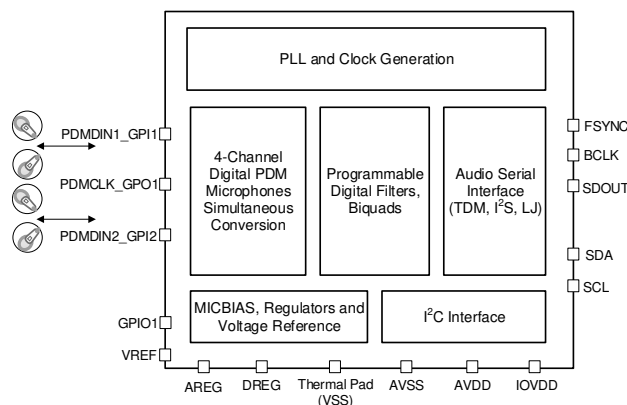 PLL and Clock Generation
PDMDIN1_GPI1
PDMCLK_GPO1
PDMDIN2_GPI2
GPIO1
VREF
4-Channel
Digital PDM
Microphones
Simultaneous
Conversion
Programmable
Digital Filters,
Biquads
Audio Serial
Interface
(TDM, I²S, LJ)
FSYNC
BCLK
SDOUT
SDA
SCL
MICBIAS, Regulators and
Voltage Reference
I²C Interface
AREG
DREG
Thermal Pad
(VSS)
AVSS
AVDD
IOVDD